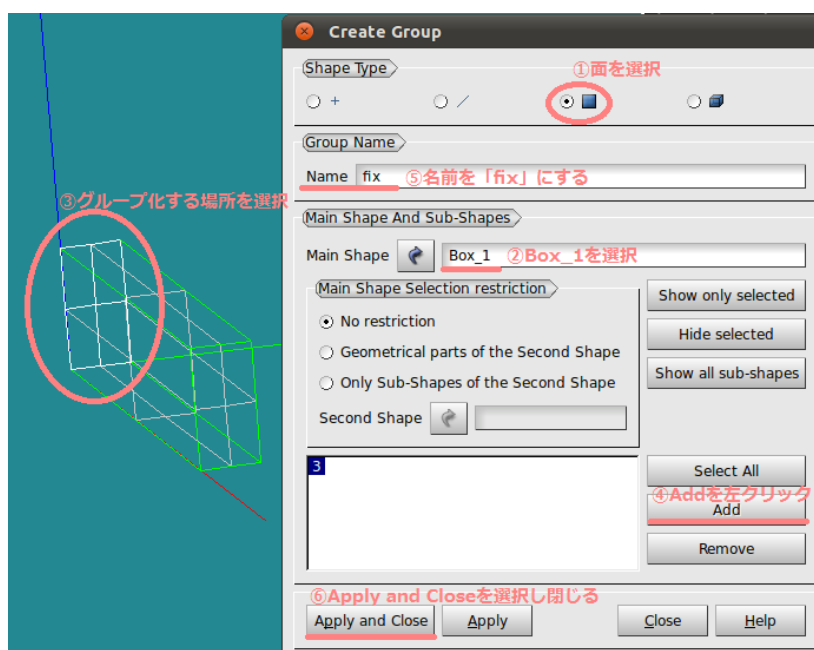 Create Group
Shape Type
①面を選択
Group Name
Name fix ⑤名前を「fix」にする
③グループ化する場所を選択
Main Shape And Sub-Shapes
Main Shape Box_1 ②Box_1を選択
Main Shape Selection restriction
Show only selected
No restriction
Hide selected
Geometrical parts of the Second Shape
Show all sub-shapes
Only Sub-Shapes of the Second Shape
Second Shape
3
Select All
④Addを左クリック
Add
Remove
⑥Apply and Closeを選択し閉じる
Apply and Close Apply Close Help